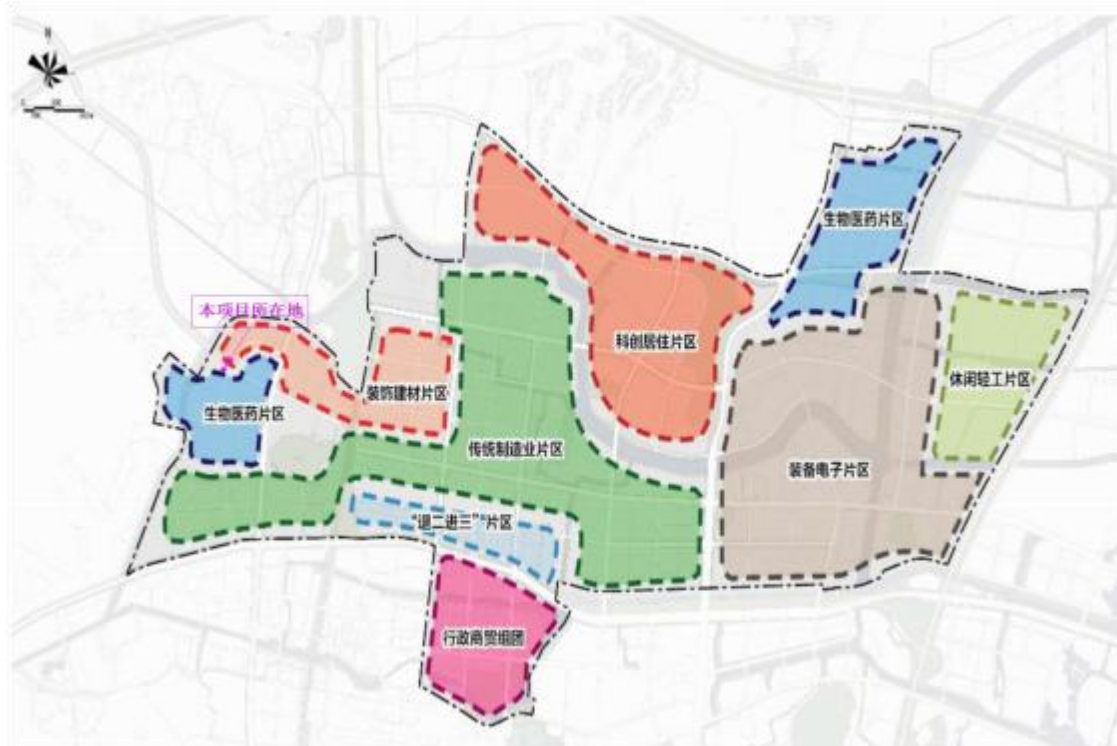 N
生物医药片区
本项目所在地
科创居住片区
休闲轻工片区
装饰建材片区
生物医药片区
传统制造业片区
装备电子片区
“退二进三”片区
行政商贸组团